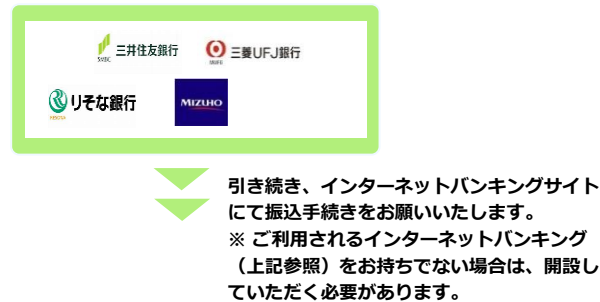 三井住友銀行 三菱UFJ銀行
SMBC
りそな銀行 MIZUHO
RESONA
引き続き、インターネットバンキングサイト
にて振込手続きをお願いいたします。
※ ご利用されるインターネットバンキング
（上記参照）をお持ちでない場合は、開設し
ていただく必要があります。